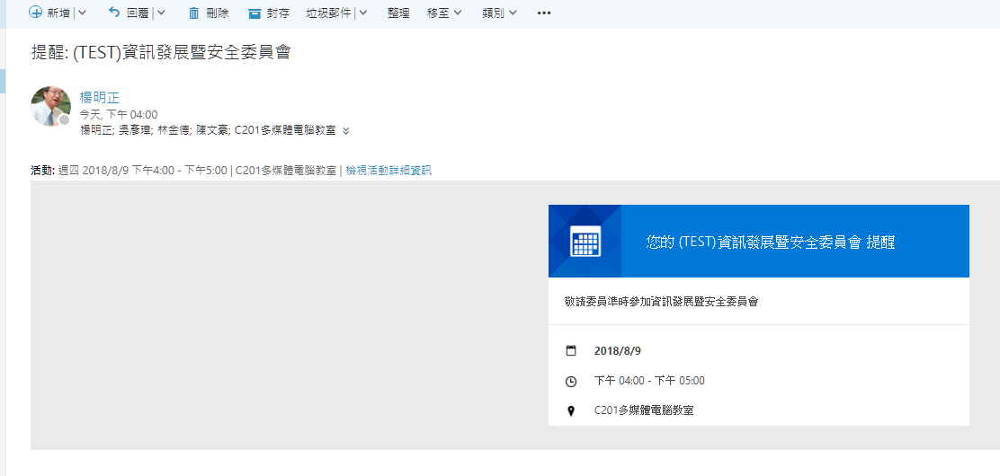 新增 | 回覆 | 刪除 封存 垃圾郵件 | 整理 移至 類別 •••
提醒: (TEST)資訊發展暨安全委員會
楊明正
今天, 下午 04:00
楊明正; 吳彥瑋; 林金德; 陳文豪; C201多媒體電腦教室
活動: 週四 2018/8/9 下午4:00 - 下午5:00 | C201多媒體電腦教室 | 檢視活動詳細資訊
您的 (TEST)資訊發展暨安全委員會 提醒
敬請委員準時參加資訊發展暨安全委員會
2018/8/9
下午 04:00 - 下午 05:00
C201多媒體電腦教室